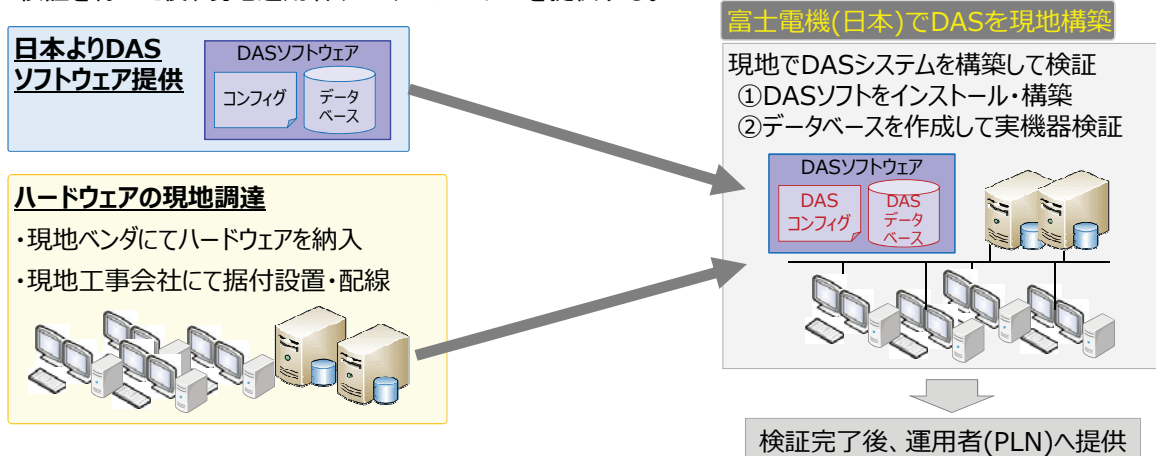 日本よりDAS
ソフトウェア提供
DASソフトウェア
コンフィグ
データ
ベース
ハードウェアの現地調達
・現地ベンダにてハードウェアを納入
・現地工事会社にて据付設置・配線
富士電機(日本)でDASを現地構築
現地でDASシステムを構築して検証
①DASソフトをインストール・構築
②データベースを作成して実機器検証
DASソフトウェア
DAS
コンフィグ
DAS
データ
ベース
検証完了後、運用者(PLN)へ提供